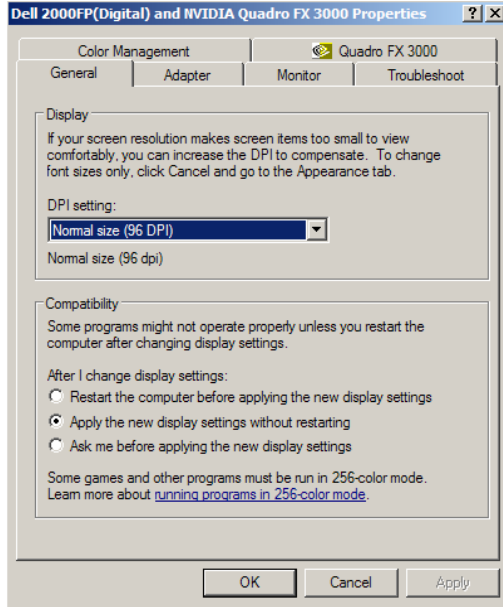 Dell 2000FP(Digital) and NVIDIA Quadro FX 3000 Properties ? X
Color Management Quadro FX 3000
General Adapter Monitor Troubleshoot
Display
If your screen resolution makes screen items too small to view
comfortably, you can increase the DPI to compensate. To change
font sizes only, click Cancel and go to the Appearance tab.
DPI setting:
Normal size (96 DPI)
Normal size (96 dpi)
Compatibility
Some programs might not operate properly unless you restart the
computer after changing display settings.
After I change display settings:
Restart the computer before applying the new display settings
Apply the new display settings without restarting
Ask me before applying the new display settings
Some games and other programs must be run in 256-color mode.
Learn more about running programs in 256-color mode.
OK Cancel Apply